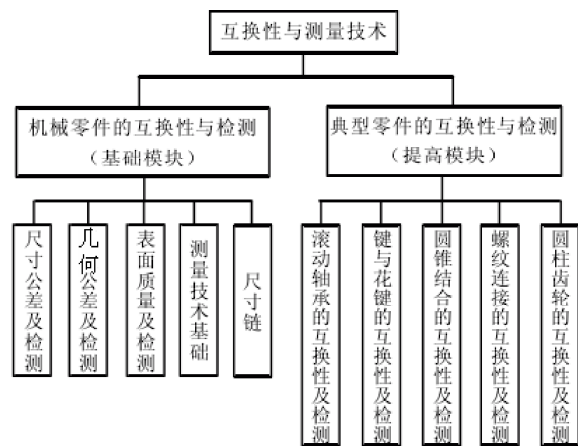 互换性与测量技术
机械零件的互换性与检测
（基础模块）
典型零件的互换性与检测
（提高模块）
尺寸公差及检测
几何公差及检测
表面质量及检测
测量技术基础
尺寸链
滚动轴承的互换性及检测
键与花键的互换性及检测
圆锥结合的互换性及检测
螺纹连接的互换性及检测
圆柱齿轮的互换性及检测